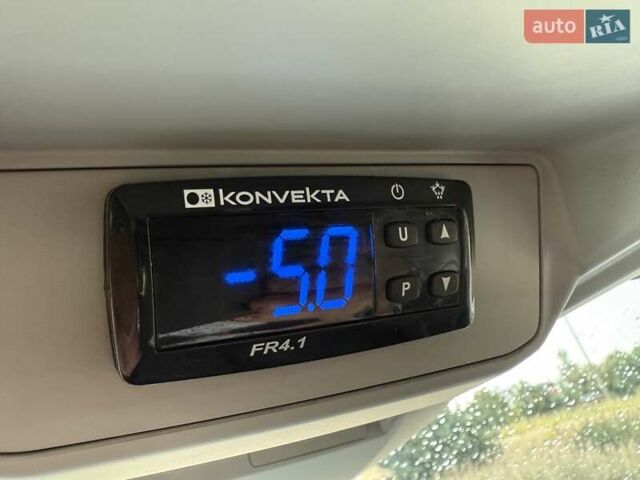 auto RIA
KONVEKTA
-5.0
U
P
FR4.1